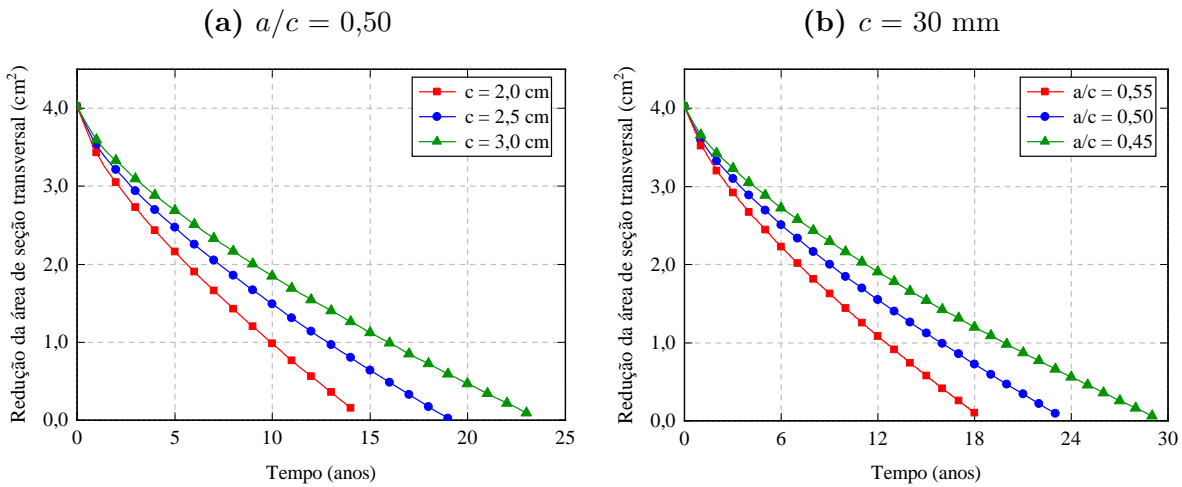 (a) a/c = 0,50
Redução da área de seção transversal (cm²)
4,0
3,0
2,0
1,0
0,0
0 5 10 15 20 25
Tempo (anos)
c = 2,0 cm
c = 2,5 cm
c = 3,0 cm
(b) c = 30 mm
Redução da área de seção transversal (cm²)
4,0
3,0
2,0
1,0
0,0
0 6 12 18 24 30
Tempo (anos)
a/c = 0,55
a/c = 0,50
a/c = 0,45